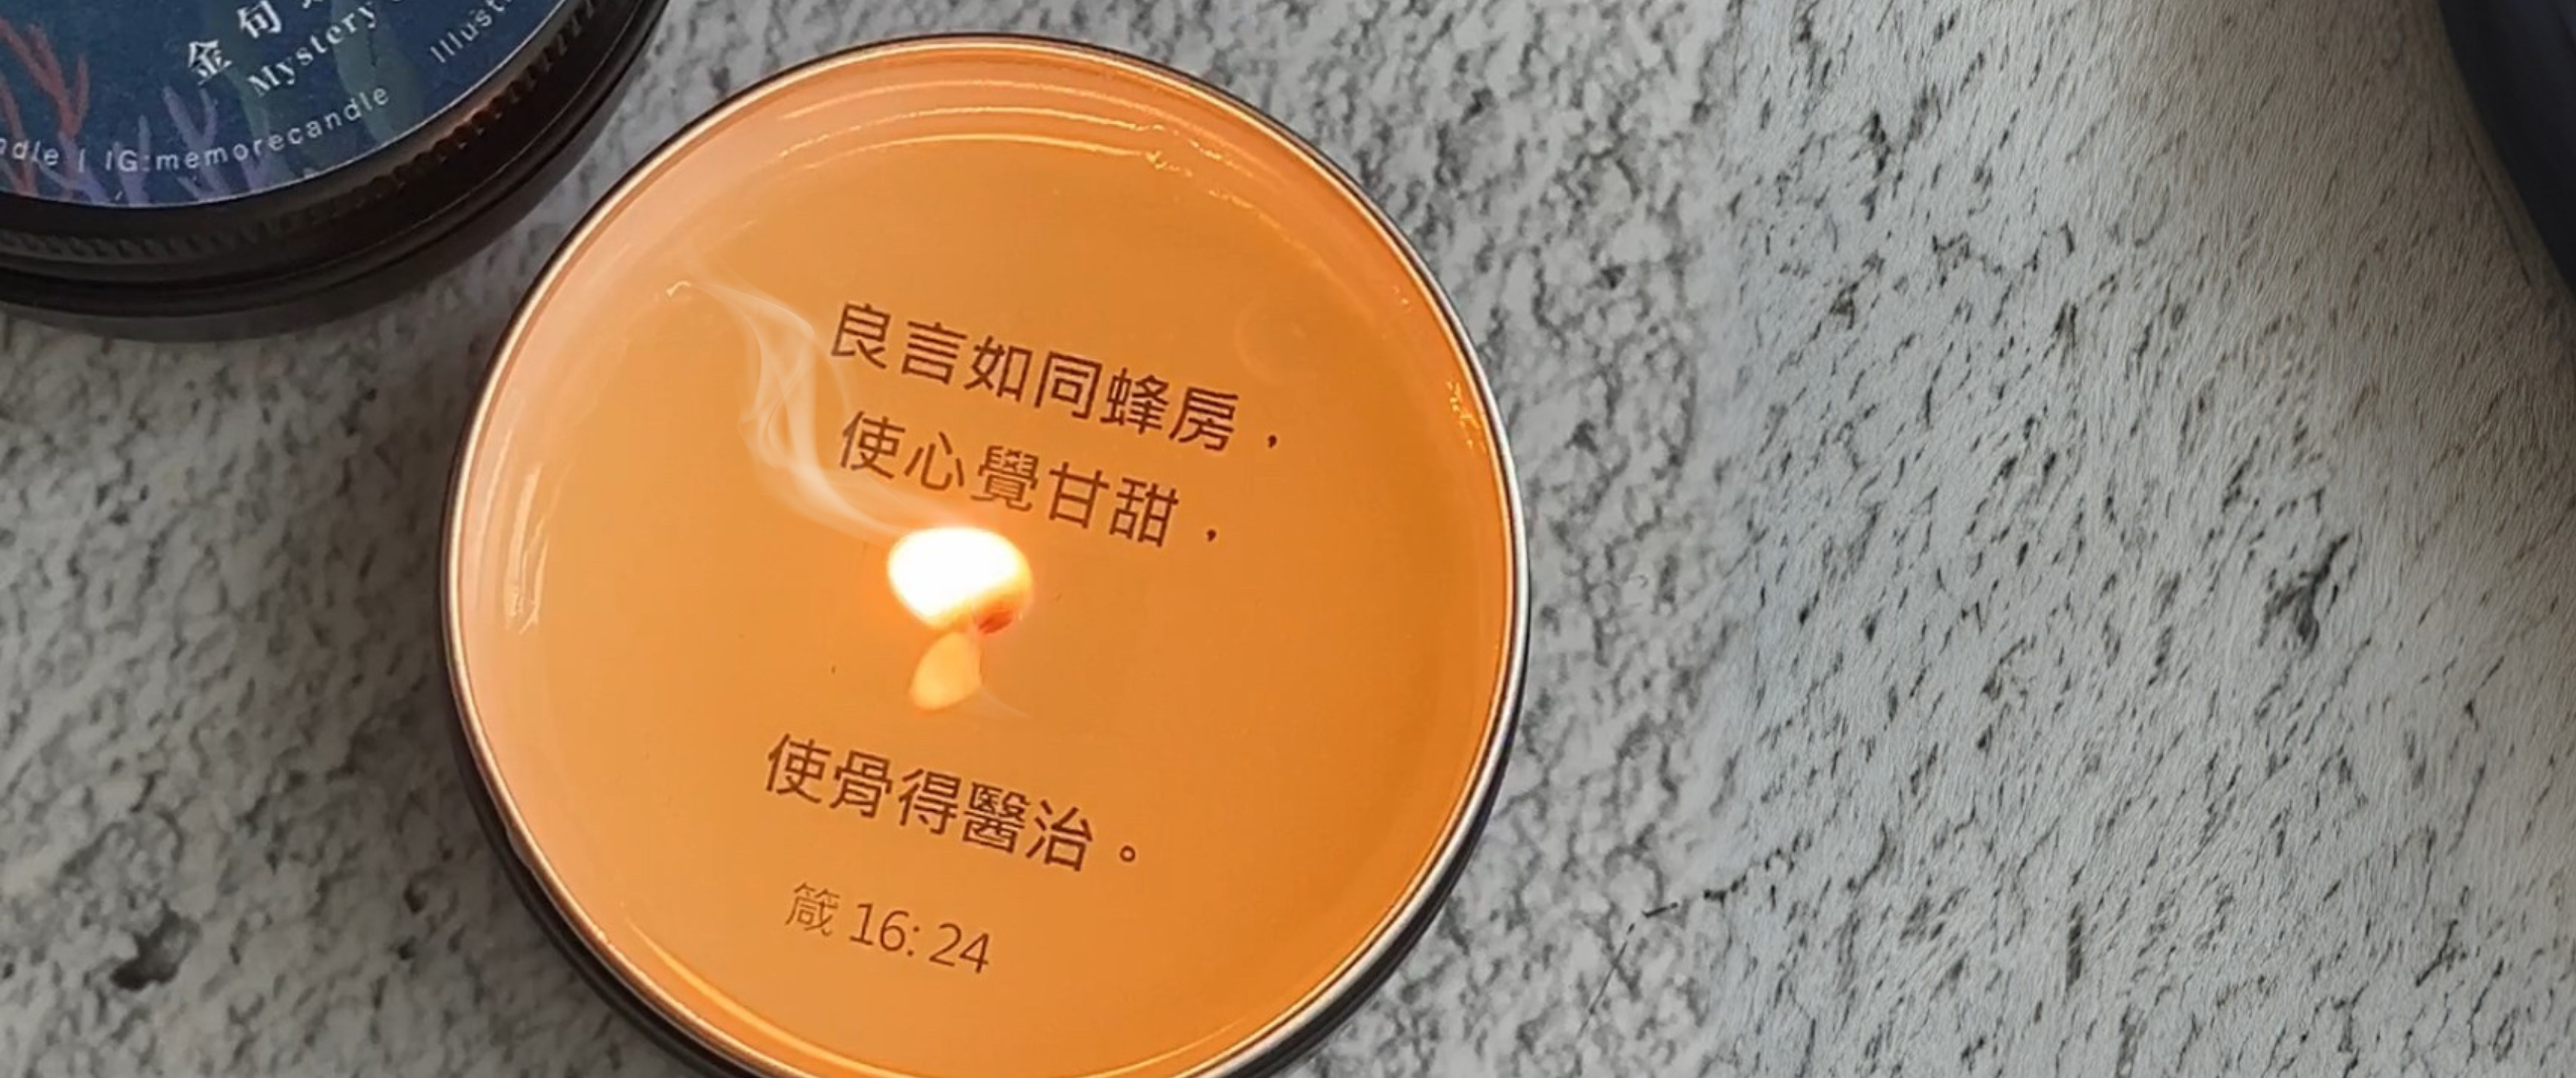 金句
Mystery
Illust
ndle | IG:memorecandle
良言如同蜂房，
使心覺甘甜，
使骨得醫治。
箴 16: 24